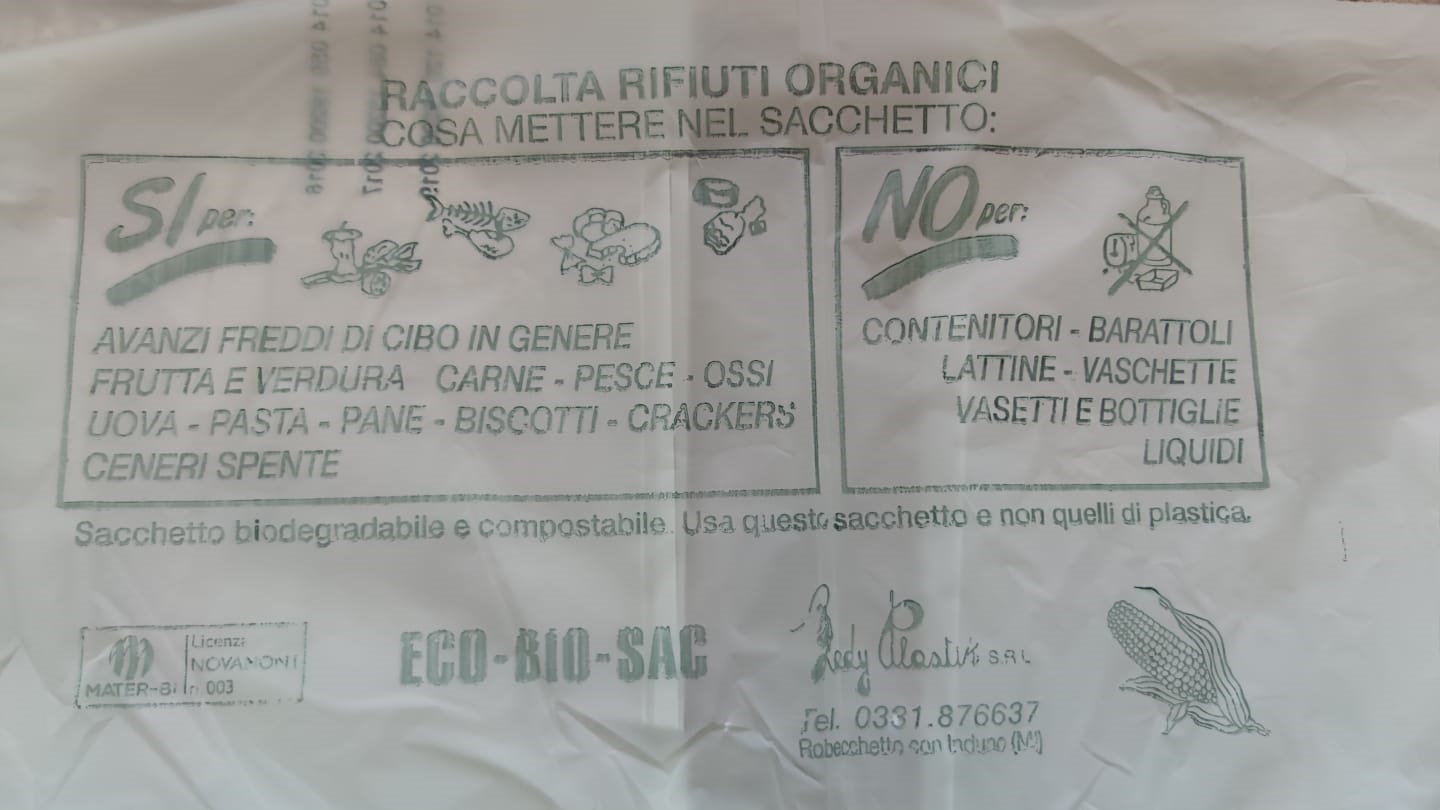 RACCOLTA RIFIUTI ORGANICI
COSA METTERE NEL SACCHETTO:
SI per:
AVANZI FREDDI DI CIBO IN GENERE
FRUTTA E VERDURA CARNE - PESCE - OSSI
UOVA - PASTA - PANE - BISCOTTI - CRACKERS
CENERI SPENTE
NO per:
CONTENITORI - BARATTOLI
LATTINE - VASCHETTE
VASETTI E BOTTIGLIE
LIQUIDI
Sacchetto biodegradabile e compostabile. Usa questo sacchetto e non quelli di plastica.
MATER-BI
Licenza
NOVAMONT
n. 003
ECO-BIO-SAC
Redy Plastik S.R.L.
Tel. 0331.876637
Robecchetto con Induno (MI)